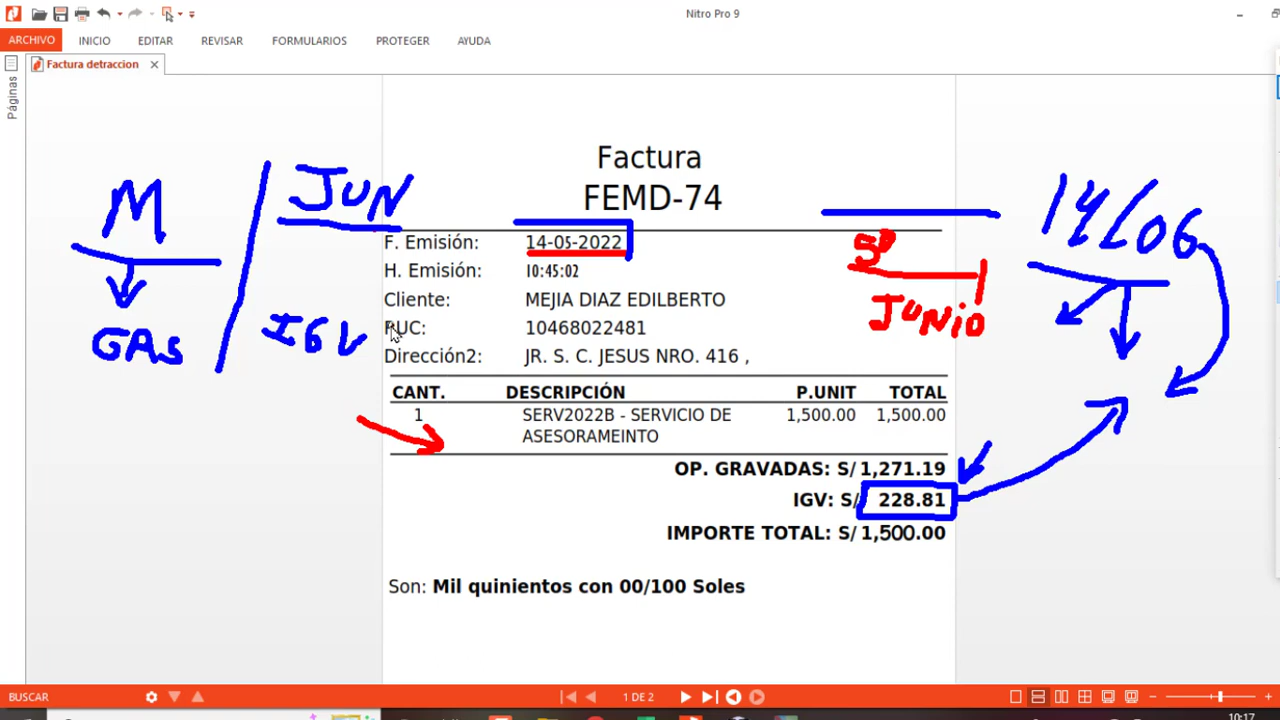 Nitro Pro 9
ARCHIVO INICIO EDITAR REVISAR FORMULARIOS PROTEGER AYUDA
Factura detraccion
Páginas
Factura
FEMD-74
M JUN 14/06
F. Emisión: 14-05-2022
H. Emisión: 10:45:02
Cliente: MEJIA DIAZ EDILBERTO
JUNIO
GAS IGV
RUC: 10468022481
Dirección2: JR. S. C. JESUS NRO. 416 ,
CANT. DESCRIPCIÓN P.UNIT TOTAL
1 SERV2022B - SERVICIO DE 1,500.00 1,500.00
ASESORAMEINTO
OP. GRAVADAS: S/ 1,271.19
IGV: S/ 228.81
IMPORTE TOTAL: S/ 1,500.00
Son: Mil quinientos con 00/100 Soles
BUSCAR 1 DE 2
10:17